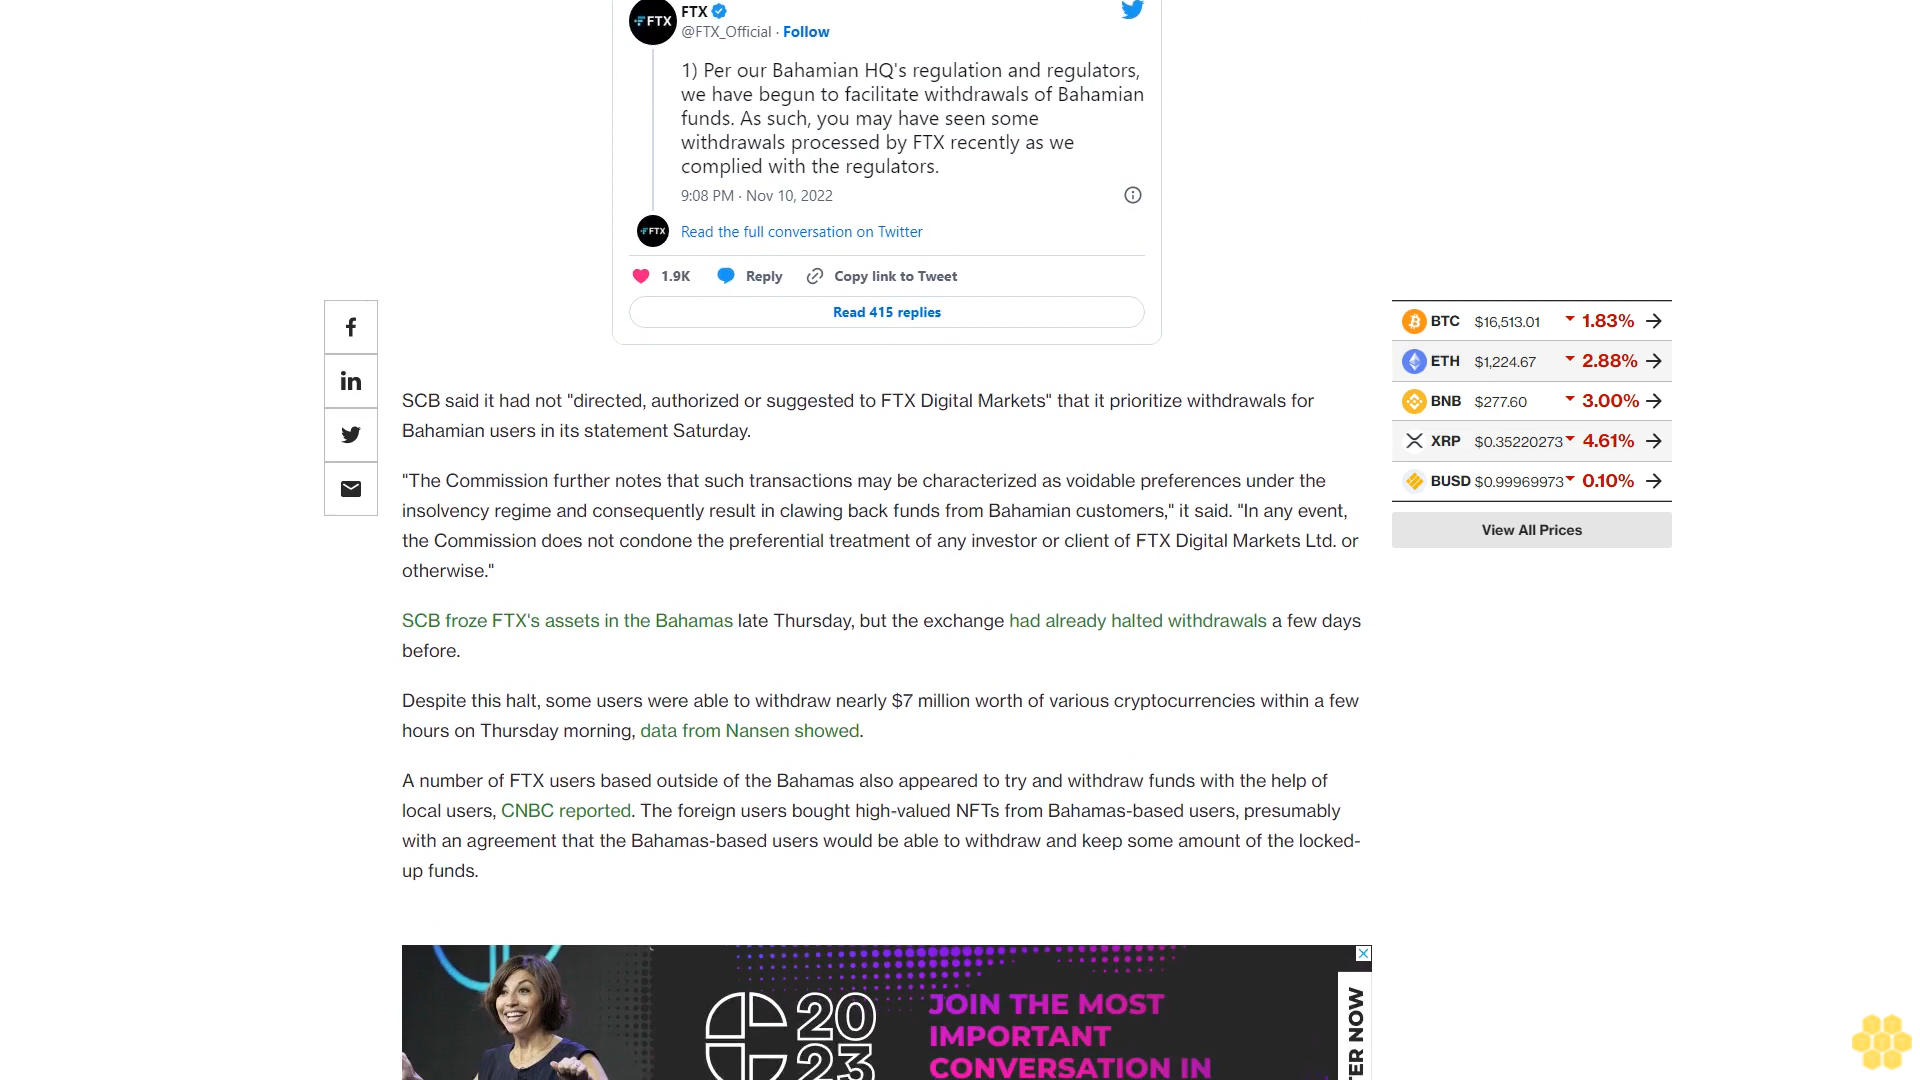 FTX
FTX
@FTX_Official · Follow
1) Per our Bahamian HQ's regulation and regulators,
we have begun to facilitate withdrawals of Bahamian
funds. As such, you may have seen some
withdrawals processed by FTX recently as we
complied with the regulators.
9:08 PM · Nov 10, 2022
FTX
Read the full conversation on Twitter
1.9K Reply Copy link to Tweet
Read 415 replies
SCB said it had not "directed, authorized or suggested to FTX Digital Markets" that it prioritize withdrawals for
Bahamian users in its statement Saturday.
"The Commission further notes that such transactions may be characterized as voidable preferences under the
insolvency regime and consequently result in clawing back funds from Bahamian customers," it said. "In any event,
the Commission does not condone the preferential treatment of any investor or client of FTX Digital Markets Ltd. or
otherwise."
SCB froze FTX's assets in the Bahamas late Thursday, but the exchange had already halted withdrawals a few days
before.
Despite this halt, some users were able to withdraw nearly $7 million worth of various cryptocurrencies within a few
hours on Thursday morning, data from Nansen showed.
A number of FTX users based outside of the Bahamas also appeared to try and withdraw funds with the help of
local users, CNBC reported. The foreign users bought high-valued NFTs from Bahamas-based users, presumably
with an agreement that the Bahamas-based users would be able to withdraw and keep some amount of the locked-
up funds.
BTC $16,513.01 1.83%
ETH $1,224.67 2.88%
BNB $277.60 3.00%
XRP $0.35220273 4.61%
BUSD $0.99969973 0.10%
View All Prices
2023
JOIN THE MOST
IMPORTANT
CONVERSATION IN
TER NOW